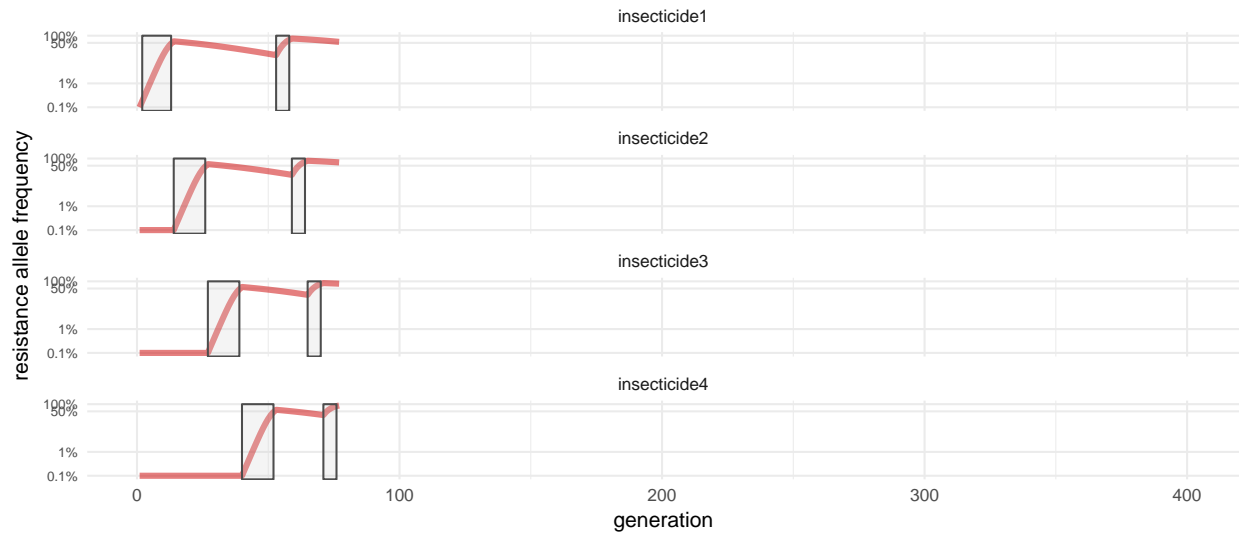 insecticide1
100%
50%
1%
0.1%
insecticide2
100%
50%
1%
0.1%
insecticide3
100%
50%
1%
0.1%
insecticide4
100%
50%
1%
0.1%
resistance allele frequency
0 100 200 300 400
generation